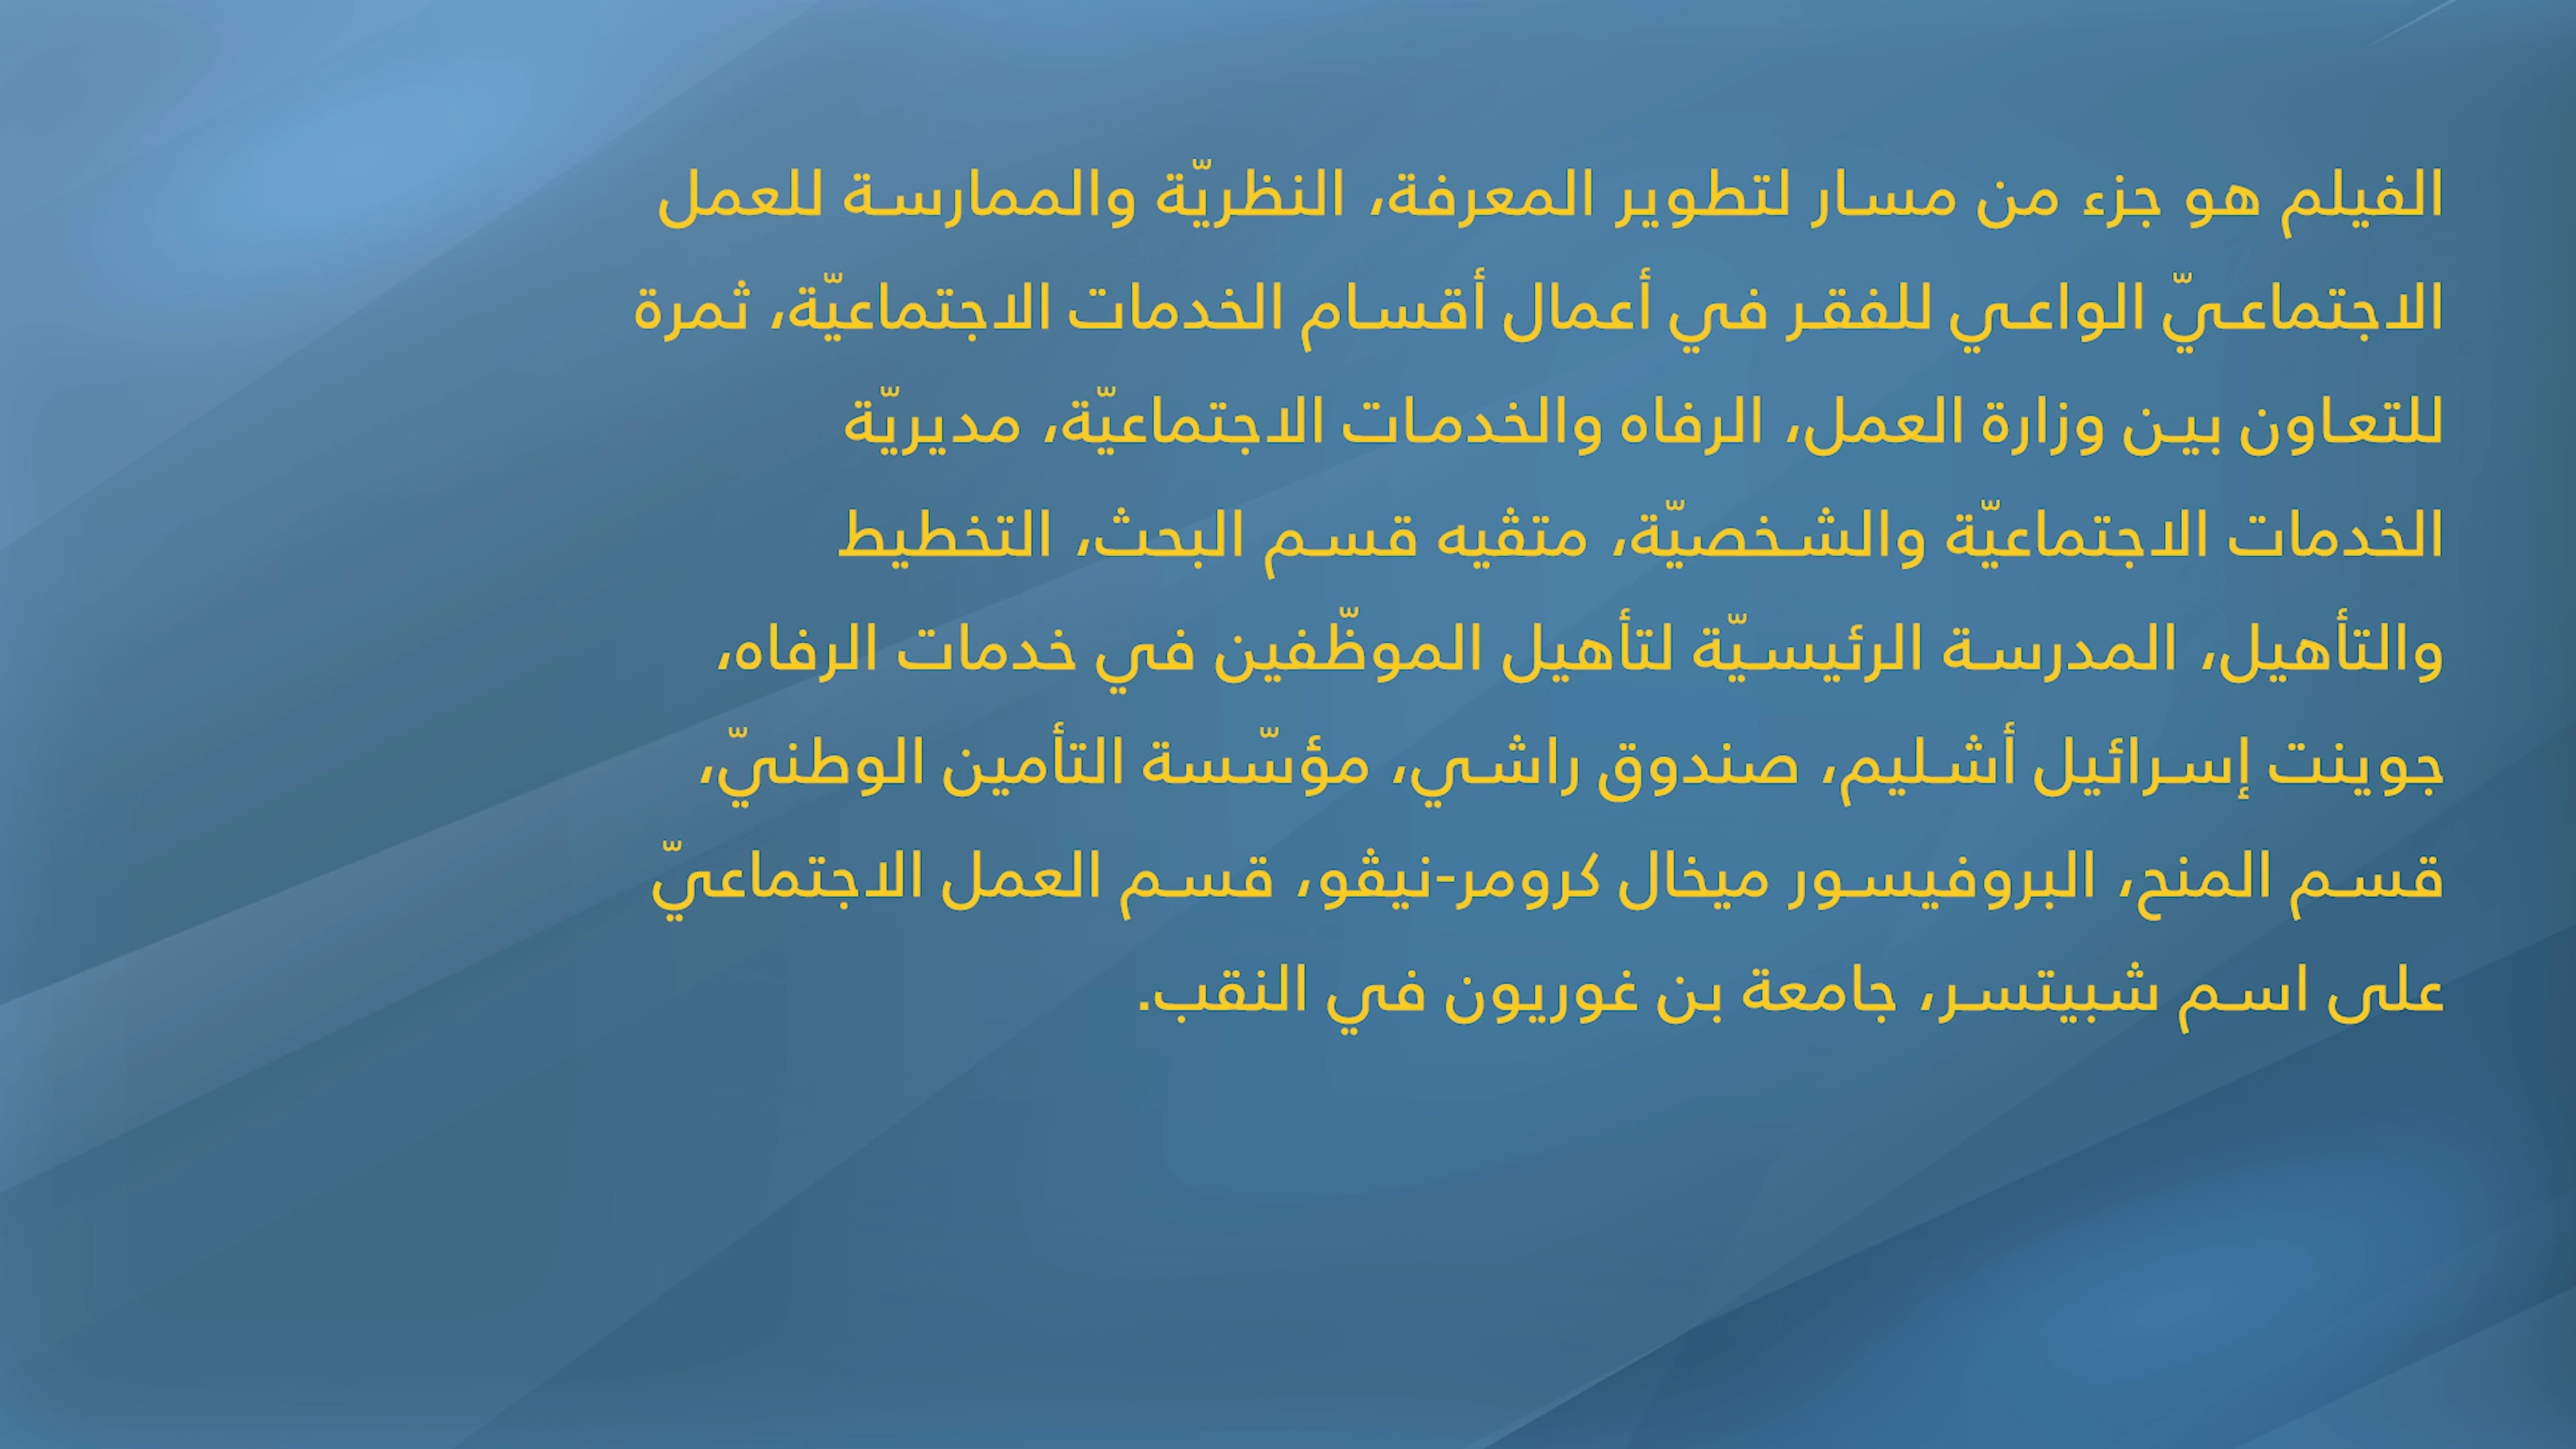 الفيلم هو جزء من مسار لتطوير المعرفة، النظريّة والممارسة للعمل
الاجتماعيّ الواعي للفقر في أعمال أقسام الخدمات الاجتماعيّة، ثمرة
للتعاون بين وزارة العمل، الرفاه والخدمات الاجتماعيّة، مديريّة
الخدمات الاجتماعيّة والشخصيّة، متڤيه قسم البحث، التخطيط
والتأهيل، المدرسة الرئيسيّة لتأهيل الموظّفين في خدمات الرفاه،
جوينت إسرائيل أشليم، صندوق راشي، مؤسّسة التأمين الوطنيّ،
قسم المنح، البروفيسور ميخال كرومر-نيڤو، قسم العمل الاجتماعيّ
على اسم شبيتسر، جامعة بن غوريون في النقب.